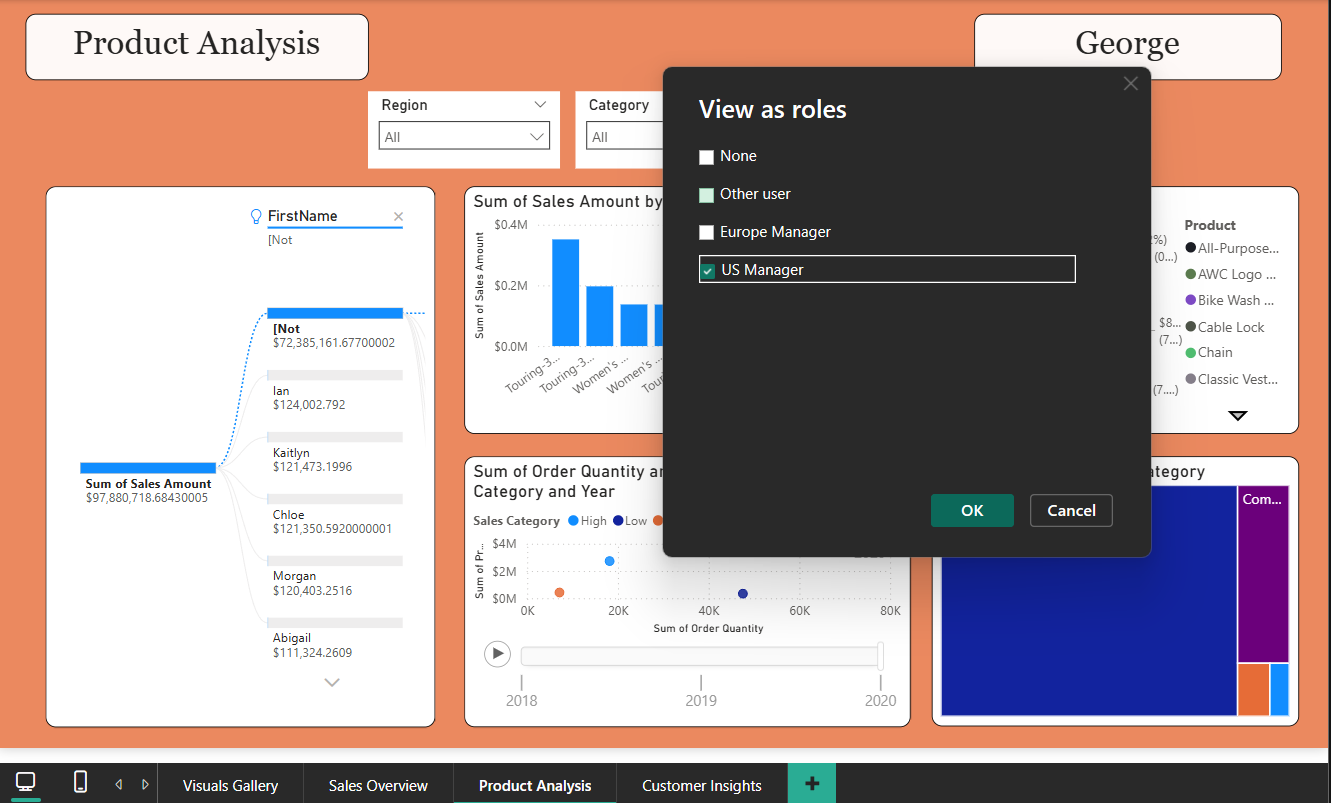 Product Analysis
George
Region
All
Category
All
View as roles
None
Other user
Europe Manager
US Manager
OK
Cancel
FirstName
[Not
[Not
$72,385,161.67700002
Ian
$124,002.792
Kaitlyn
$121,473.1996
Sum of Sales Amount
$97,880,718.68430005
Chloe
$121,350.5920000001
Morgan
$120,403.2516
Abigail
$111,324.2609
Sum of Sales Amount by
Sum of Sales Amount
$0.4M
$0.2M
$0.0M
Touring-3...
Touring-3...
Women's ...
Women's ...
Tou
2%)
(0...)
$8...
(7...)
(7....)
Product
All-Purpose...
AWC Logo ...
Bike Wash ...
Cable Lock
Chain
Classic Vest...
Sum of Order Quantity an
Category and Year
Sales Category High Low
Sum of Pr...
$4M
$2M
$0M
0K 20K 40K 60K 80K
Sum of Order Quantity
2018 2019 2020
ategory
Com...
Visuals Gallery
Sales Overview
Product Analysis
Customer Insights
+